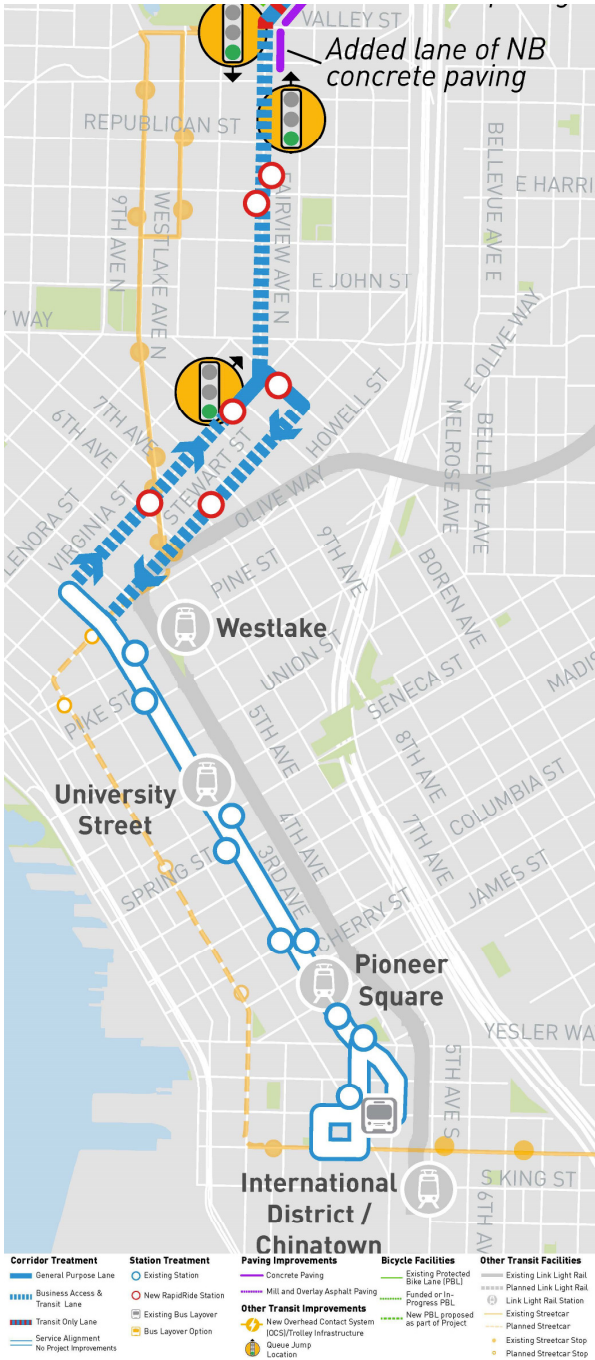 VALLEY ST
Added lane of NB
concrete paving
REPUBLICAN ST
BELLEVUE AVE E
E HARRI
9TH AVE N
WESTLAKE AVE N
FAIRVIEW AVE N
E JOHN ST
WAY
E OLIVE WAY
HOWELL ST
7TH AVE
6TH AVE
MELROSE AVE
BELLEVUE AVE
STEWART ST
VIRGINIA ST
LENORA ST
OLIVE WAY
9TH AVE
PINE ST
BOREN AVE
Westlake
UNION ST
SENECA ST
MADIS
PIKE ST
5TH AVE
8TH AVE
University
Street
COLUMBIA ST
4TH AVE
7TH AVE
3RD AVE
SPRING ST
JAMES ST
CHERRY ST
Pioneer
Square
YESLER WA
5TH AVE S
S KING ST
International
District /
Chinatown
6TH AV
Corridor Treatment
General Purpose Lane
Business Access &
Transit Lane
Transit Only Lane
Service Alignment
No Project Improvements
Station Treatment
Existing Station
New RapidRide Station
Existing Bus Layover
Bus Layover Option
Paving Improvements
Concrete Paving
Mill and Overlay Asphalt Paving
Other Transit Improvements
New Overhead Contact System
(OCS)/Trolley Infrastructure
Queue Jump
Location
Bicycle Facilities
Existing Protected
Bike Lane (PBL)
Funded or In-
Progress PBL
New PBL proposed
as part of Project
Other Transit Facilities
Existing Link Light Rail
Planned Link Light Rail
Link Light Rail Station
Existing Streetcar
Planned Streetcar
Existing Streetcar Stop
Planned Streetcar Stop